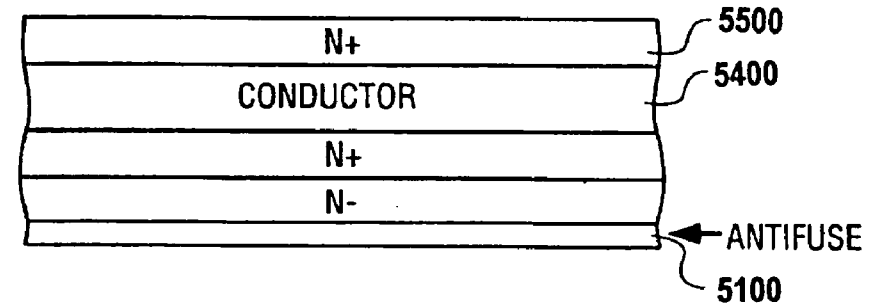 N+ 5500
CONDUCTOR 5400
N+
N-
ANTIFUSE
5100